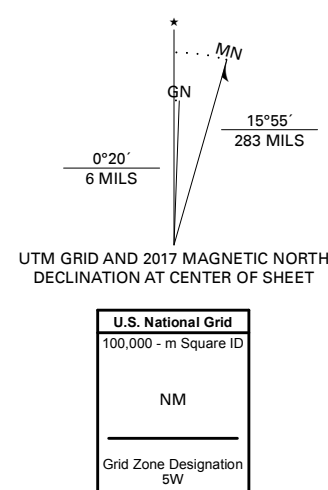 ★
MN
GN
15°55´
283 MILS
0°20´
6 MILS
UTM GRID AND 2017 MAGNETIC NORTH
DECLINATION AT CENTER OF SHEET
U.S. National Grid
100,000 - m Square ID
NM
Grid Zone Designation
5W